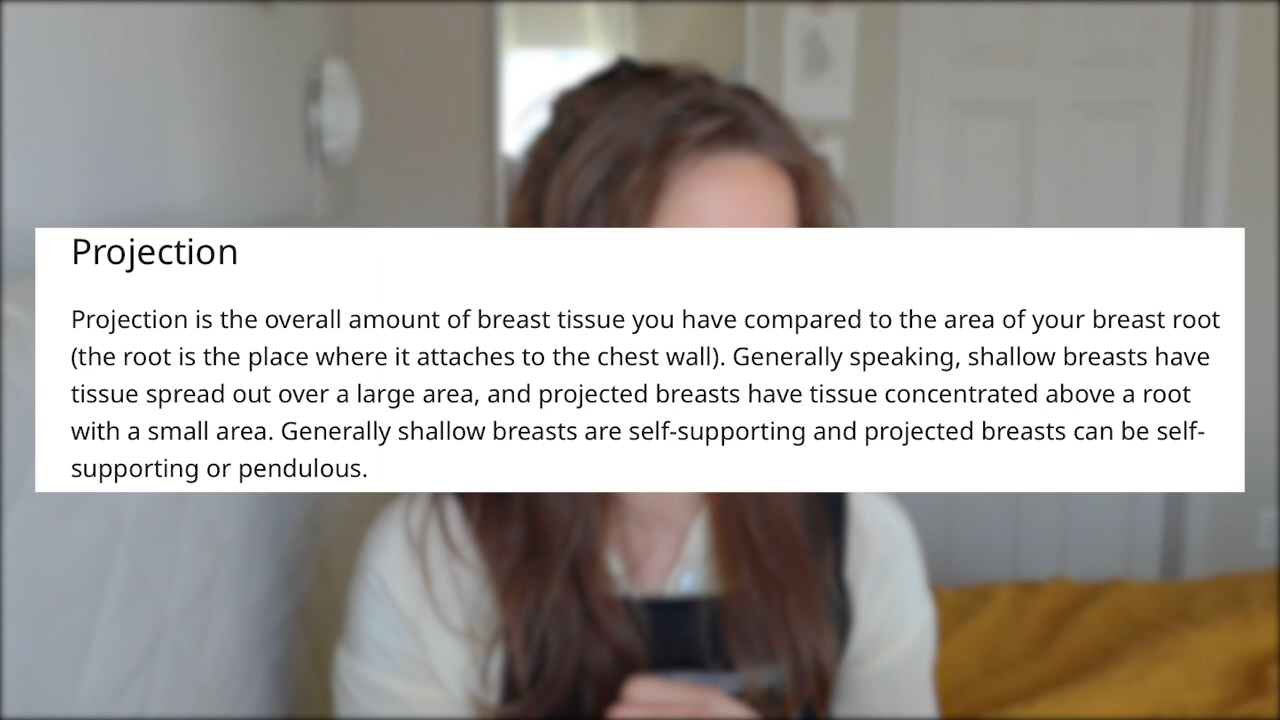 Projection
Projection is the overall amount of breast tissue you have compared to the area of your breast root
(the root is the place where it attaches to the chest wall). Generally speaking, shallow breasts have
tissue spread out over a large area, and projected breasts have tissue concentrated above a root
with a small area. Generally shallow breasts are self-supporting and projected breasts can be self-
supporting or pendulous.